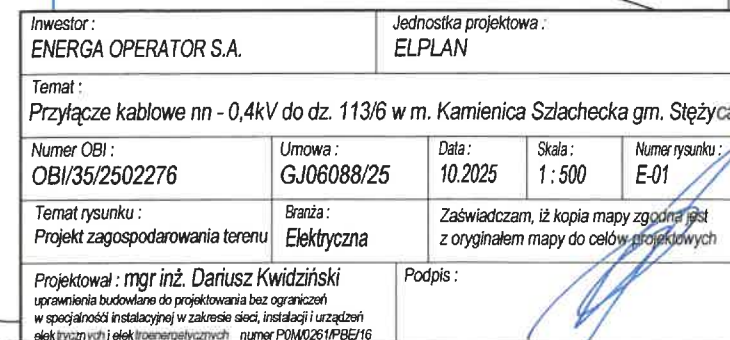 Inwestor :
ENERGA OPERATOR S.A.
Jednostka projektowa :
ELPLAN
Temat :
Przyłącze kablowe nn - 0,4kV do dz. 113/6 w m. Kamienica Szlachecka gm. Stężyca
Numer OBI :
OBI/35/2502276
Umowa :
GJ06088/25
Data :
10.2025
Skala :
1 : 500
Numer rysunku :
E-01
Temat rysunku :
Projekt zagospodarowania terenu
Branża :
Elektryczna
Zaświadczam, iż kopia mapy zgodna jest
z oryginałem mapy do celów projektowych
Projektował : mgr inż. Dariusz Kwidziński
uprawnienia budowlane do projektowania bez ograniczeń
w specjalności instalacyjnej w zakresie sieci, instalacji i urządzeń
elektrycznych i elektroenergetycznych numer POM/0261/PBE/16
Podpis :